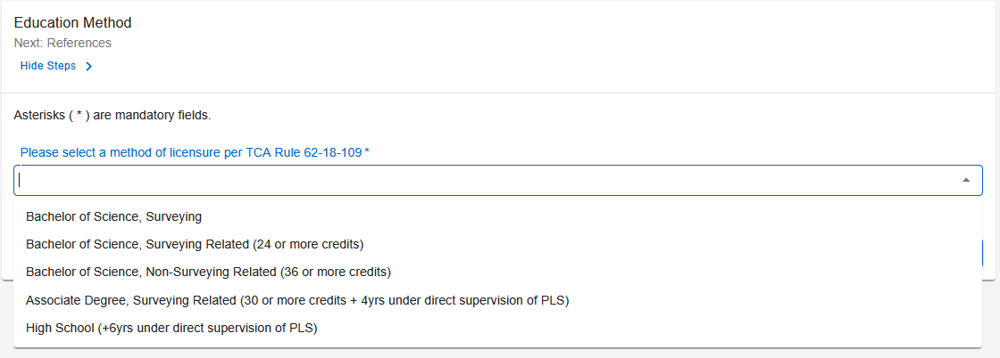 Education Method
Next: References
Hide Steps
Asterisks ( * ) are mandatory fields.
Please select a method of licensure per TCA Rule 62-18-109 *
Bachelor of Science, Surveying
Bachelor of Science, Surveying Related (24 or more credits)
Bachelor of Science, Non-Surveying Related (36 or more credits)
Associate Degree, Surveying Related (30 or more credits + 4yrs under direct supervision of PLS)
High School (+6yrs under direct supervision of PLS)